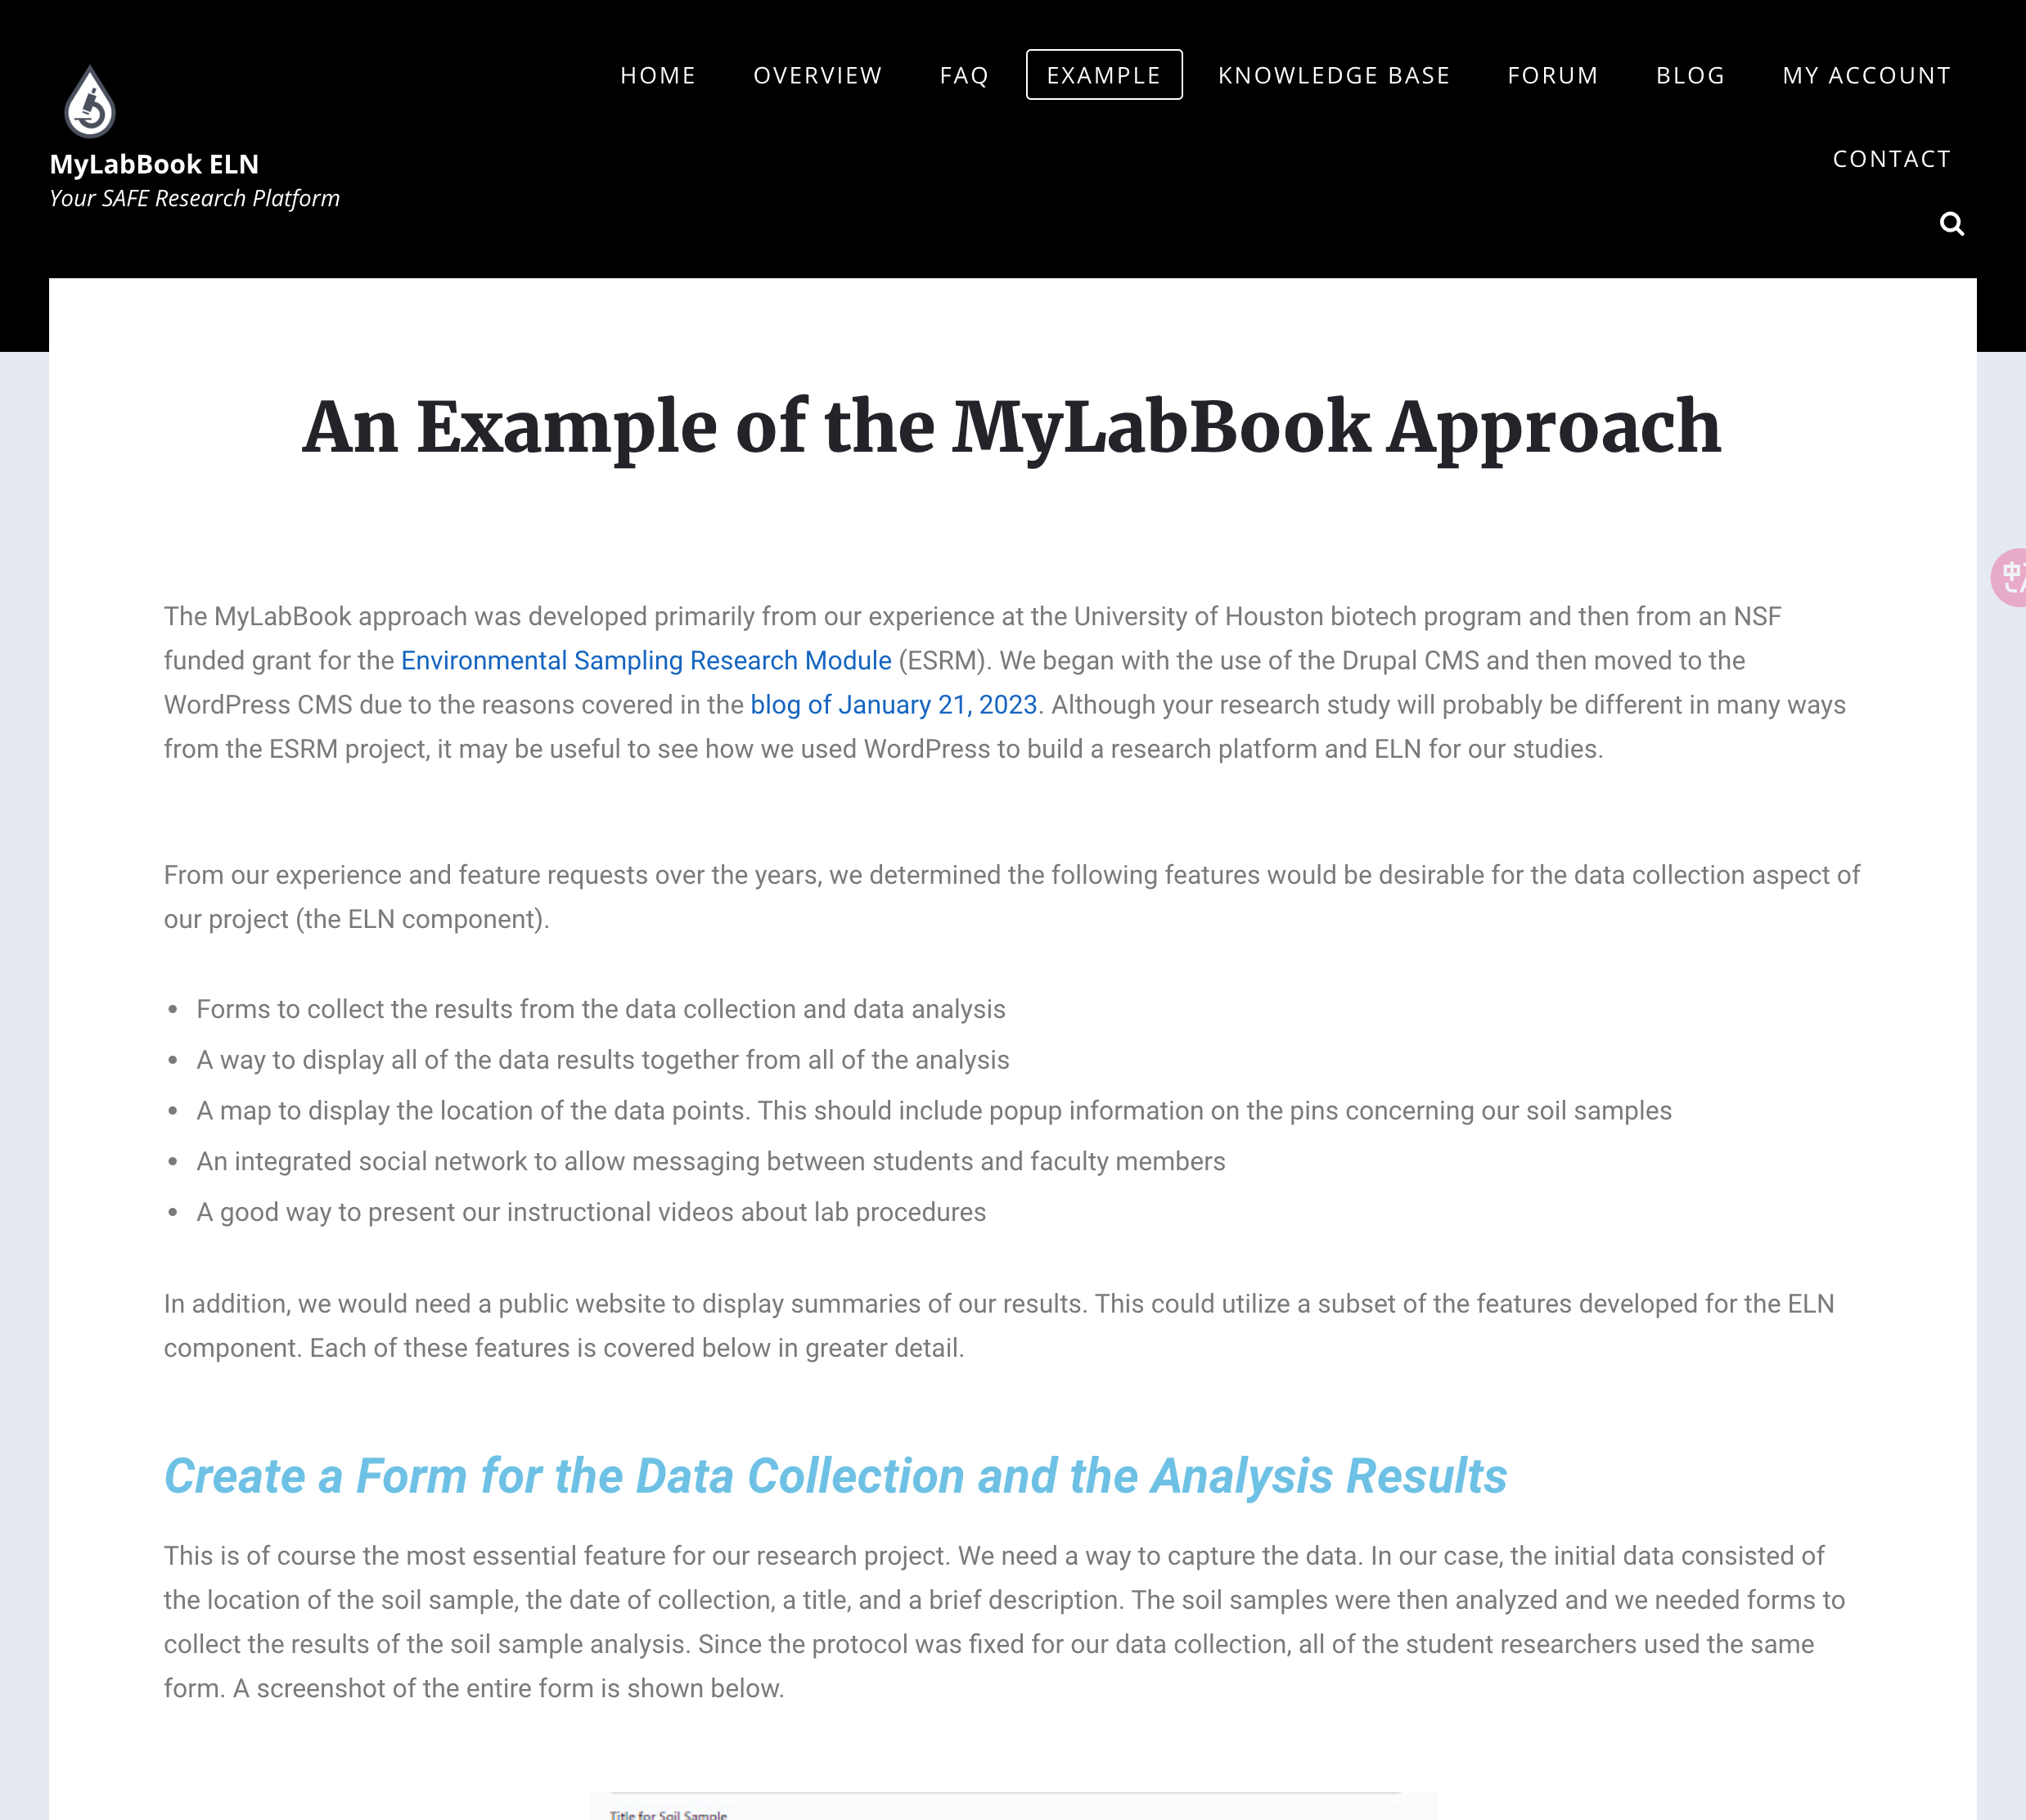 HOME OVERVIEW FAQ EXAMPLE KNOWLEDGE BASE FORUM BLOG MY ACCOUNT
CONTACT
MyLabBook ELN
Your SAFE Research Platform
An Example of the MyLabBook Approach
The MyLabBook approach was developed primarily from our experience at the University of Houston biotech program and then from an NSF
funded grant for the Environmental Sampling Research Module (ESRM). We began with the use of the Drupal CMS and then moved to the
WordPress CMS due to the reasons covered in the blog of January 21, 2023. Although your research study will probably be different in many ways
from the ESRM project, it may be useful to see how we used WordPress to build a research platform and ELN for our studies.
From our experience and feature requests over the years, we determined the following features would be desirable for the data collection aspect of
our project (the ELN component).
• Forms to collect the results from the data collection and data analysis
• A way to display all of the data results together from all of the analysis
• A map to display the location of the data points. This should include popup information on the pins concerning our soil samples
• An integrated social network to allow messaging between students and faculty members
• A good way to present our instructional videos about lab procedures
In addition, we would need a public website to display summaries of our results. This could utilize a subset of the features developed for the ELN
component. Each of these features is covered below in greater detail.
Create a Form for the Data Collection and the Analysis Results
This is of course the most essential feature for our research project. We need a way to capture the data. In our case, the initial data consisted of
the location of the soil sample, the date of collection, a title, and a brief description. The soil samples were then analyzed and we needed forms to
collect the results of the soil sample analysis. Since the protocol was fixed for our data collection, all of the student researchers used the same
form. A screenshot of the entire form is shown below.
Title for Soil Sample